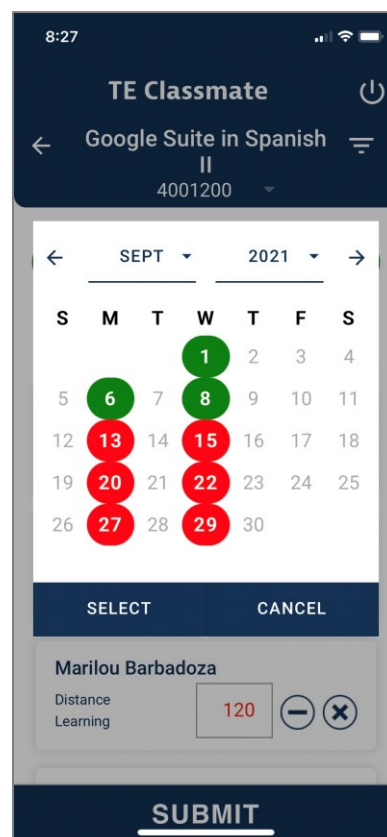 8:27
TE Classmate
Google Suite in Spanish
II
4001200
SEPT 2021
S M T W T F S
1 2 3 4
5 6 7 8 9 10 11
12 13 14 15 16 17 18
19 20 21 22 23 24 25
26 27 28 29 30
SELECT CANCEL
Marilou Barbadoza
Distance
Learning
120
SUBMIT